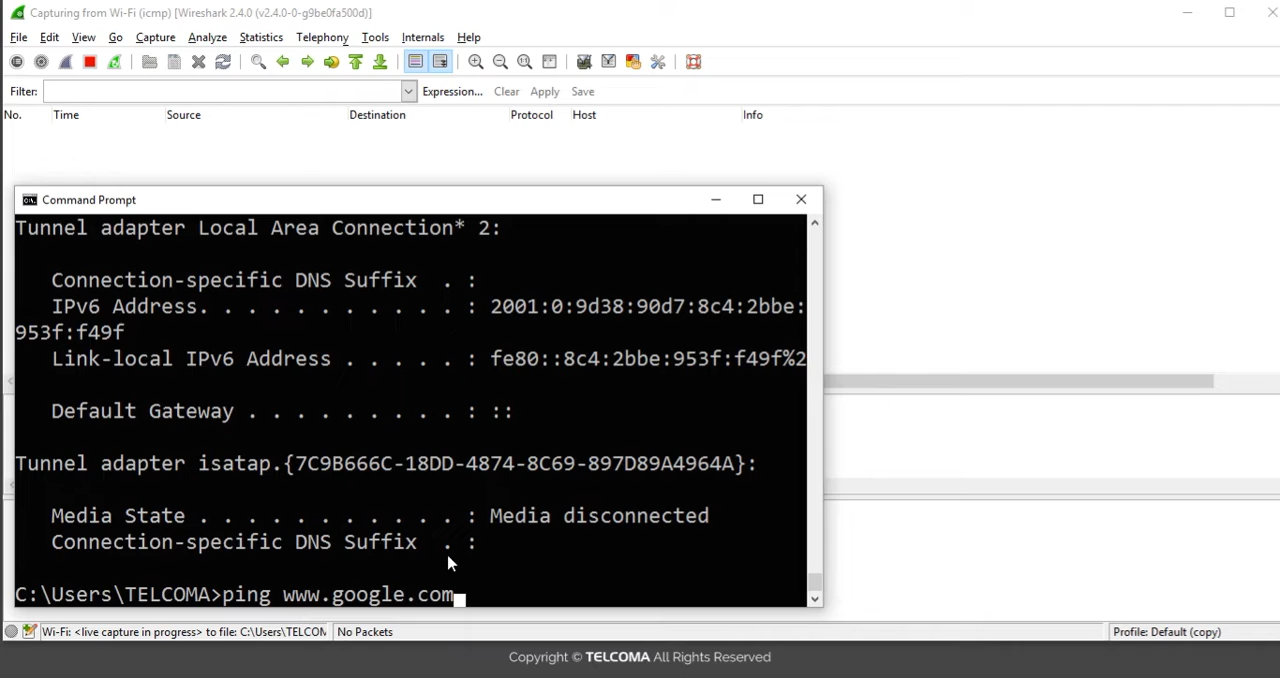 Capturing from Wi-Fi (icmp) [Wireshark 2.4.0 (v2.4.0-0-g9be0fa500d)]
File Edit View Go Capture Analyze Statistics Telephony Tools Internals Help
Filter: Expression... Clear Apply Save
No. Time Source Destination Protocol Host Info
Command Prompt
Tunnel adapter Local Area Connection* 2:
Connection-specific DNS Suffix . :
IPv6 Address. . . . . . . . . . . : 2001:0:9d38:90d7:8c4:2bbe:
953f:f49f
Link-local IPv6 Address . . . . . : fe80::8c4:2bbe:953f:f49f%2
Default Gateway . . . . . . . . . : ::
Tunnel adapter isatap.{7C9B666C-18DD-4874-8C69-897D89A4964A}:
Media State . . . . . . . . . . . : Media disconnected
Connection-specific DNS Suffix . :
C:\Users\TELCOMA>ping www.google.com
Wi-Fi: <live capture in progress> to file: C:\Users\TELCOM No Packets Profile: Default (copy)
Copyright © TELCOMA All Rights Reserved